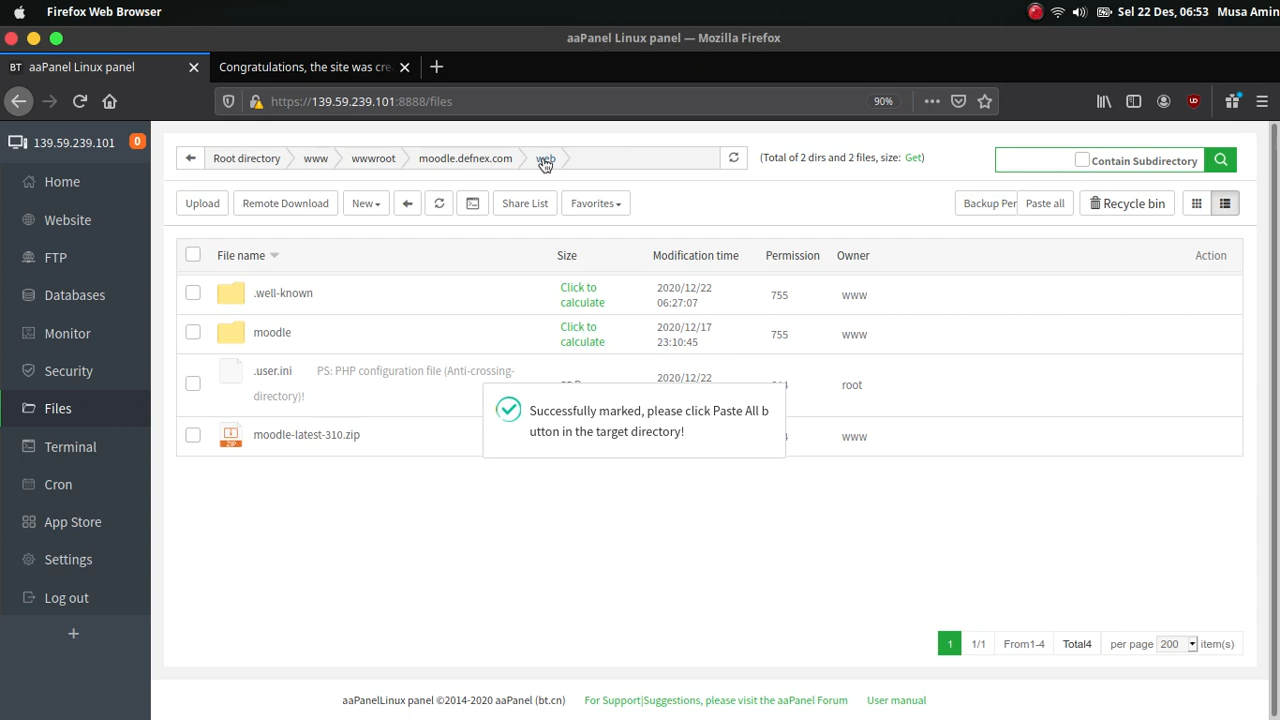 Firefox Web Browser
Sel 22 Des, 06:53 Musa Amin
aaPanel Linux panel — Mozilla Firefox
BT aaPanel Linux panel
Congratulations, the site was cre
https://139.59.239.101:8888/files
90%
139.59.239.101 0
Home
Website
FTP
Databases
Monitor
Security
Files
Terminal
Cron
App Store
Settings
Log out
Root directory www wwwroot moodle.defnex.com web
(Total of 2 dirs and 2 files, size: Get)
Contain Subdirectory
Upload Remote Download New Share List Favorites
Backup Per Paste all Recycle bin
File name Size Modification time Permission Owner Action
.well-known Click to calculate 2020/12/22 06:27:07 755 www
moodle Click to calculate 2020/12/17 23:10:45 755 www
.user.ini PS: PHP configuration file (Anti-crossing-
directory)!
2020/12/22
root
moodle-latest-310.zip www
Successfully marked, please click Paste All b
utton in the target directory!
1 1/1 From1-4 Total4 per page 200 item(s)
aaPanelLinux panel ©2014-2020 aaPanel (bt.cn) For Support|Suggestions, please visit the aaPanel Forum User manual